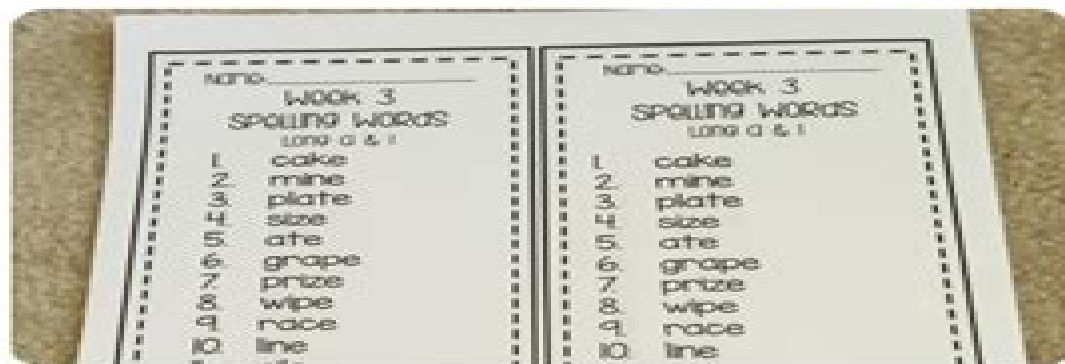 Name
Week 3
Spelling Words
Long a & i
1. cake
2. mine
3. plate
4. size
5. ate
6. grape
7. prize
8. wipe
9. race
10. line
Name
Week 3
Spelling Words
Long a & i
1. cake
2. mine
3. plate
4. size
5. ate
6. grape
7. prize
8. wipe
9. race
10. line